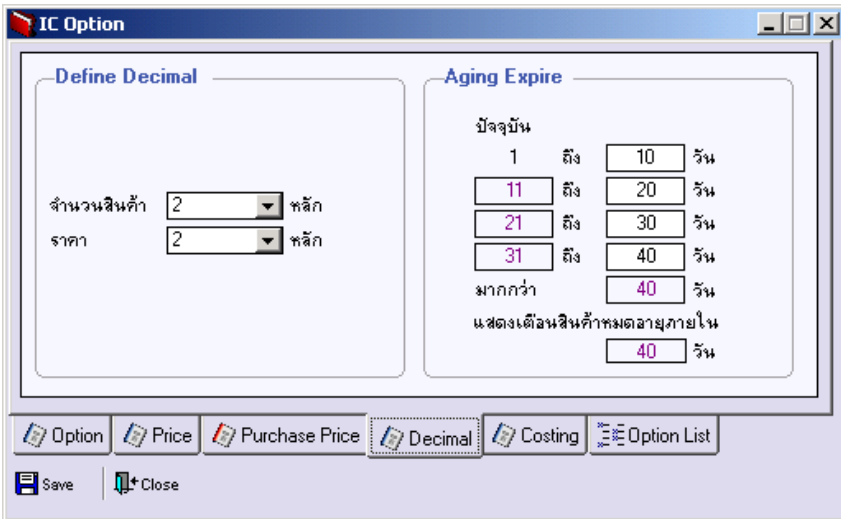 IC Option
Define Decimal
จำนวนสินค้า 2 หลัก
ราคา 2 หลัก
Aging Expire
ปัจจุบัน
1 ถึง 10 วัน
11 ถึง 20 วัน
21 ถึง 30 วัน
31 ถึง 40 วัน
มากกว่า 40 วัน
แสดงเตือนสินค้าหมดอายุภายใน
40 วัน
Option Price Purchase Price Decimal Costing Option List
Save Close